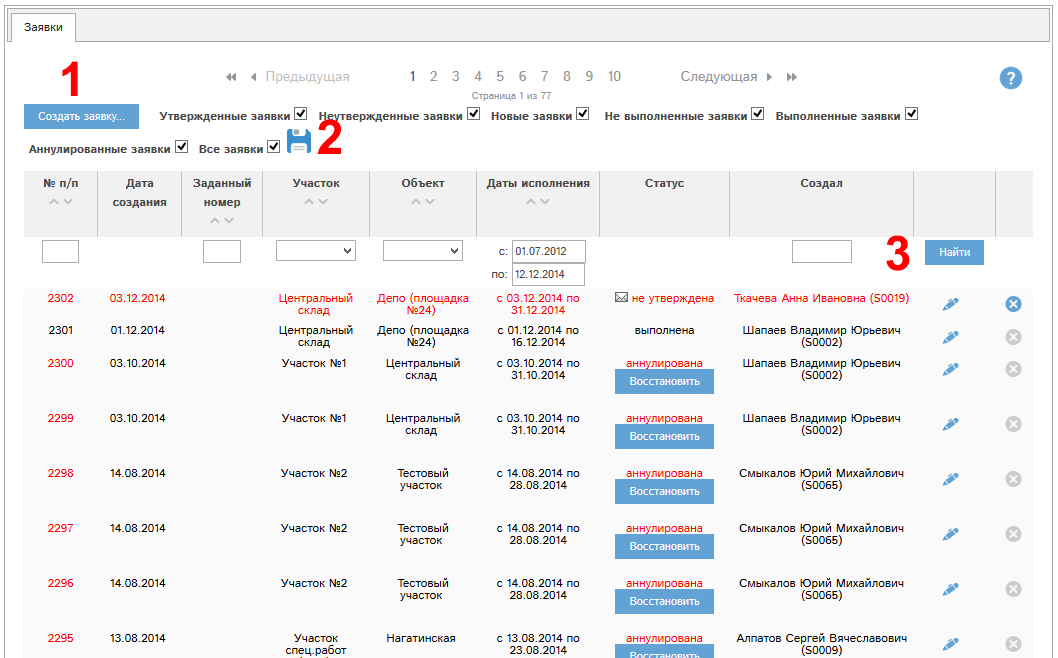 Заявки
1
Предыдущая 1 2 3 4 5 6 7 8 9 10 Следующая ?
Страница 1 из 77
Создать заявку... Утвержденные заявки Неутвержденные заявки Новые заявки Не выполненные заявки Выполненные заявки
Аннулированные заявки Все заявки 2
№ п/п Дата Заданный Участок Объект Даты исполнения Статус Создал
создания номер
с: 01.07.2012 3 Найти
по: 12.12.2014
2302 03.12.2014 Центральный Депо (площадка с 03.12.2014 по не утверждена Ткачева Анна Ивановна (S0019)
склад №24) 31.12.2014
2301 01.12.2014 Центральный Депо (площадка с 01.12.2014 по выполнена Шапаев Владимир Юрьевич
склад №24) 16.12.2014 (S0002)
2300 03.10.2014 Участок №1 Центральный с 03.10.2014 по аннулирована Шапаев Владимир Юрьевич
склад 31.10.2014 Восстановить (S0002)
2299 03.10.2014 Участок №1 Центральный с 03.10.2014 по аннулирована Шапаев Владимир Юрьевич
склад 31.10.2014 Восстановить (S0002)
2298 14.08.2014 Участок №2 Тестовый с 14.08.2014 по аннулирована Смыкалов Юрий Михайлович
участок 28.08.2014 Восстановить (S0065)
2297 14.08.2014 Участок №2 Тестовый с 14.08.2014 по аннулирована Смыкалов Юрий Михайлович
участок 28.08.2014 Восстановить (S0065)
2296 14.08.2014 Участок №2 Тестовый с 14.08.2014 по аннулирована Смыкалов Юрий Михайлович
участок 28.08.2014 Восстановить (S0065)
2295 13.08.2014 Участок Нагатинская с 13.08.2014 по аннулирована Алпатов Сергей Вячеславович
спец.работ 23.08.2014 Восстановить (S0009)